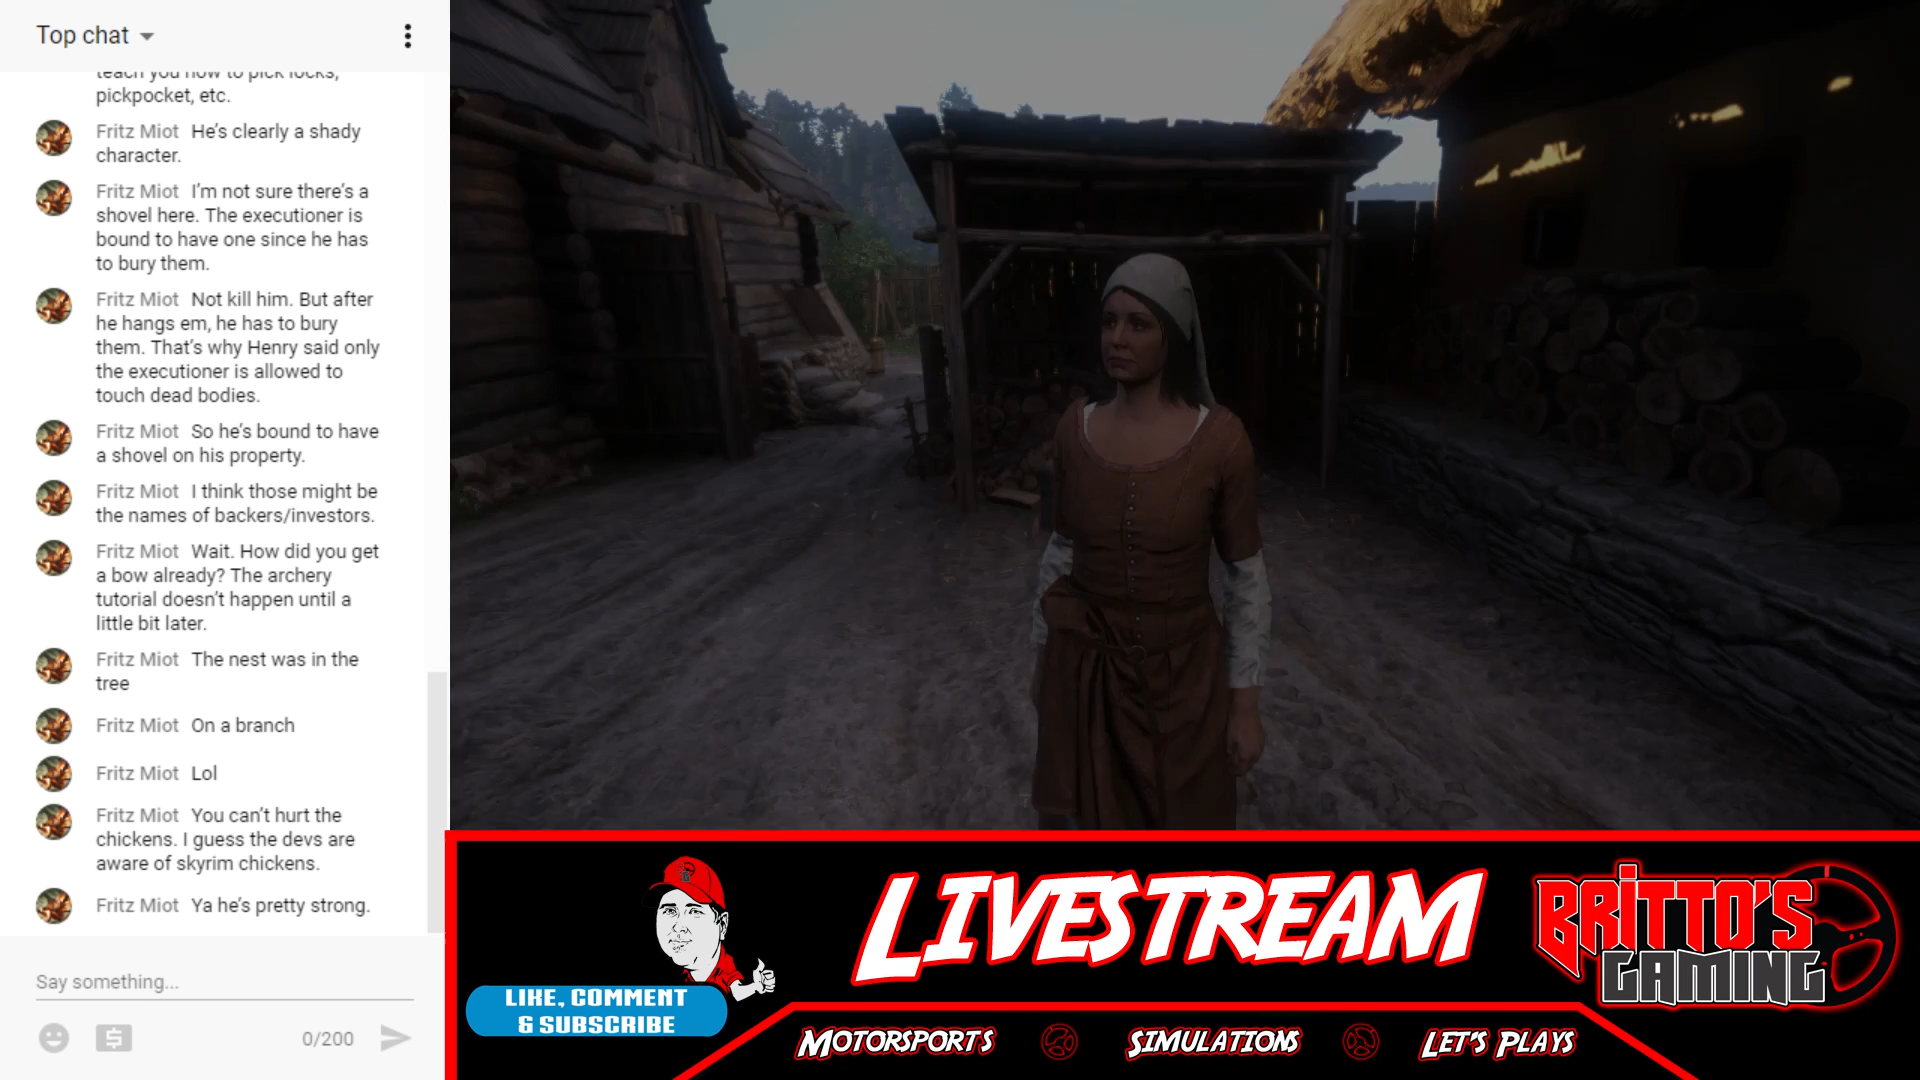 Top chat
teach you how to pick locks,
pickpocket, etc.
Fritz Miot He's clearly a shady
character.
Fritz Miot I'm not sure there's a
shovel here. The executioner is
bound to have one since he has
to bury them.
Fritz Miot Not kill him. But after
he hangs em, he has to bury
them. That's why Henry said only
the executioner is allowed to
touch dead bodies.
Fritz Miot So he's bound to have
a shovel on his property.
Fritz Miot I think those might be
the names of backers/investors.
Fritz Miot Wait. How did you get
a bow already? The archery
tutorial doesn't happen until a
little bit later.
Fritz Miot The nest was in the
tree
Fritz Miot On a branch
Fritz Miot Lol
Fritz Miot You can't hurt the
chickens. I guess the devs are
aware of skyrim chickens.
Fritz Miot Ya he's pretty strong.
Say something...
0/200
LIKE, COMMENT
& SUBSCRIBE
LIVESTREAM
BRITTO'S
GAMING
MOTORSPORTS SIMULATIONS LET'S PLAYS